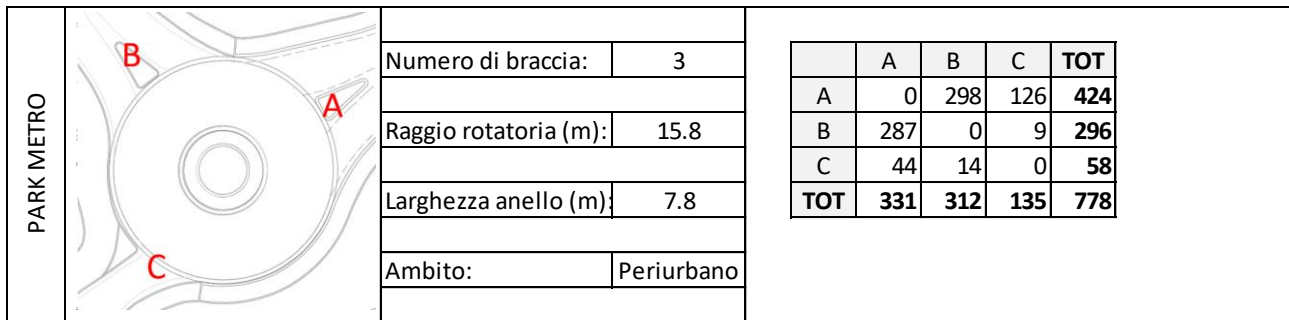 PARK METRO
B
A
C
Numero di braccia: 3
Raggio rotatoria (m): 15.8
Larghezza anello (m): 7.8
Ambito: Periurbano
A B C TOT
A 0 298 126 424
B 287 0 9 296
C 44 14 0 58
TOT 331 312 135 778